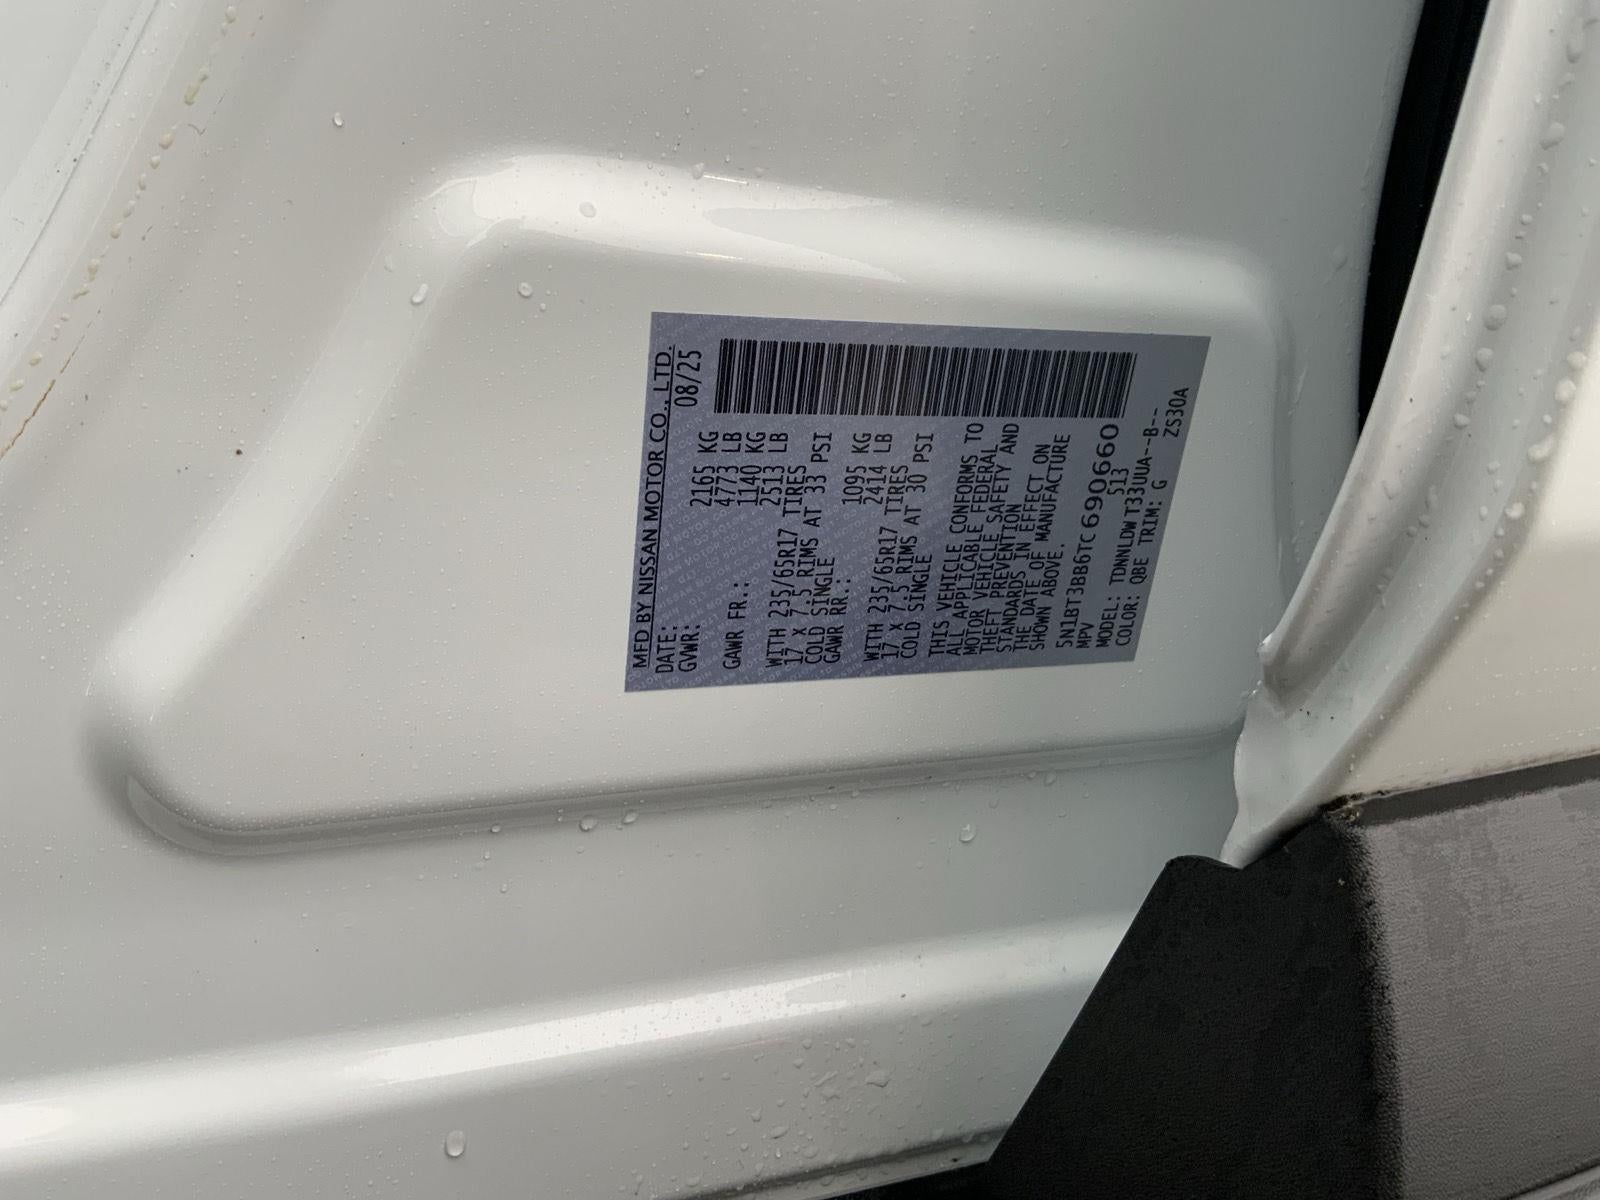 MFD BY NISSAN MOTOR CO., LTD.
DATE: 08/25
GVWR: 2165 KG
4773 LB
GAWR FR.: 1140 KG
2513 LB
WITH 235/65R17 TIRES
17 x 7.5 RIMS AT 33 PSI
COLD SINGLE
GAWR RR.: 1095 KG
2414 LB
WITH 235/65R17 TIRES
17 x 7.5 RIMS AT 30 PSI
COLD SINGLE
THIS VEHICLE CONFORMS TO
ALL APPLICABLE FEDERAL
MOTOR VEHICLE SAFETY AND
THEFT PREVENTION
STANDARDS IN EFFECT ON
THE DATE OF MANUFACTURE
SHOWN ABOVE.
5N1BT3BB6TC690660
MPV 513
MODEL: TDNNLDW T33UUA--B--
COLOR: QBE TRIM: G ZS30A